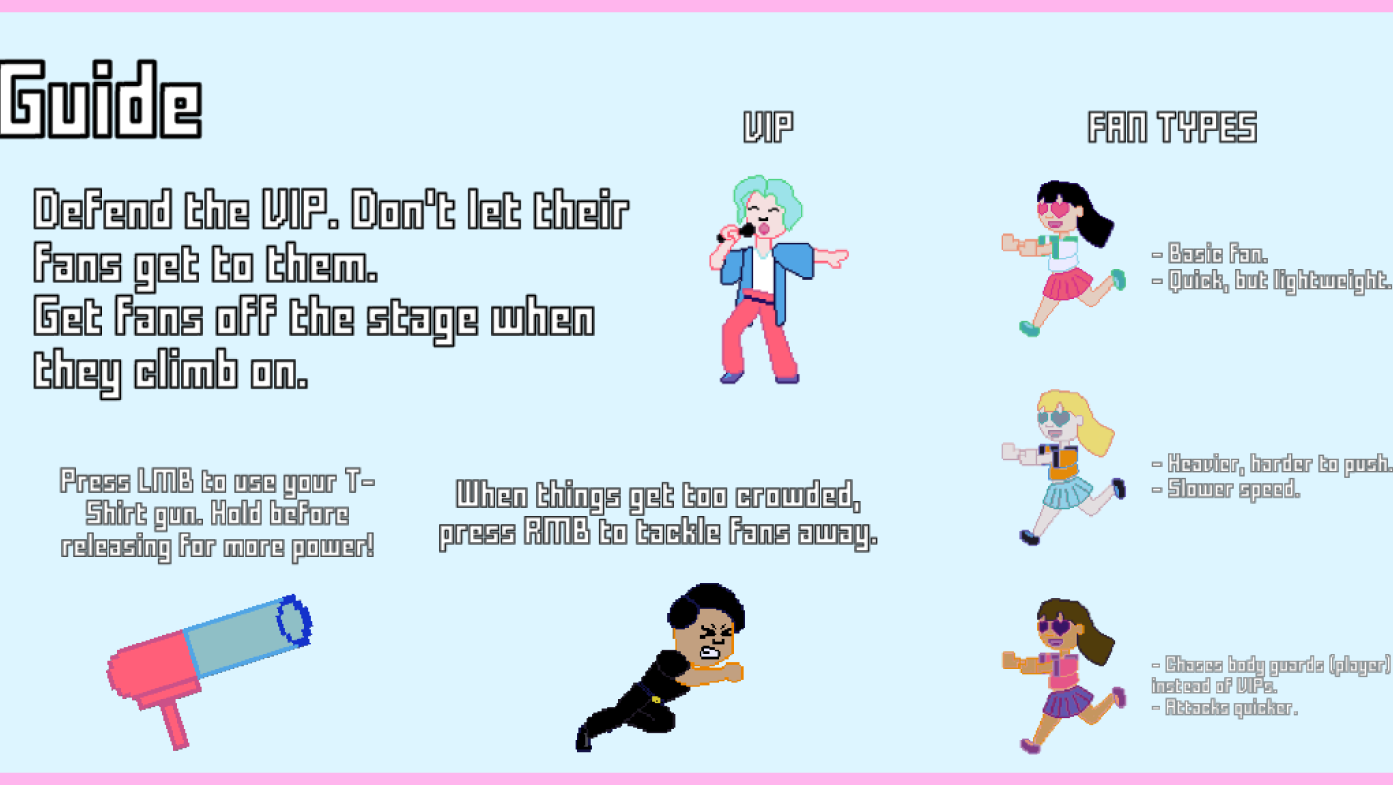 Guide
Defend the VIP. Don't let their
fans get to them.
Get fans off the stage when
they climb on.
Press LMB to use your T-
Shirt gun. Hold before
releasing for more power!
When things get too crowded,
press RMB to tackle fans away.
VIP
FAN TYPES
- Basic fan.
- Quick, but lightweight.
- Heavier, harder to push.
- Slower speed.
- Chases body guards (player)
instead of VIPs.
- Attacks quicker.